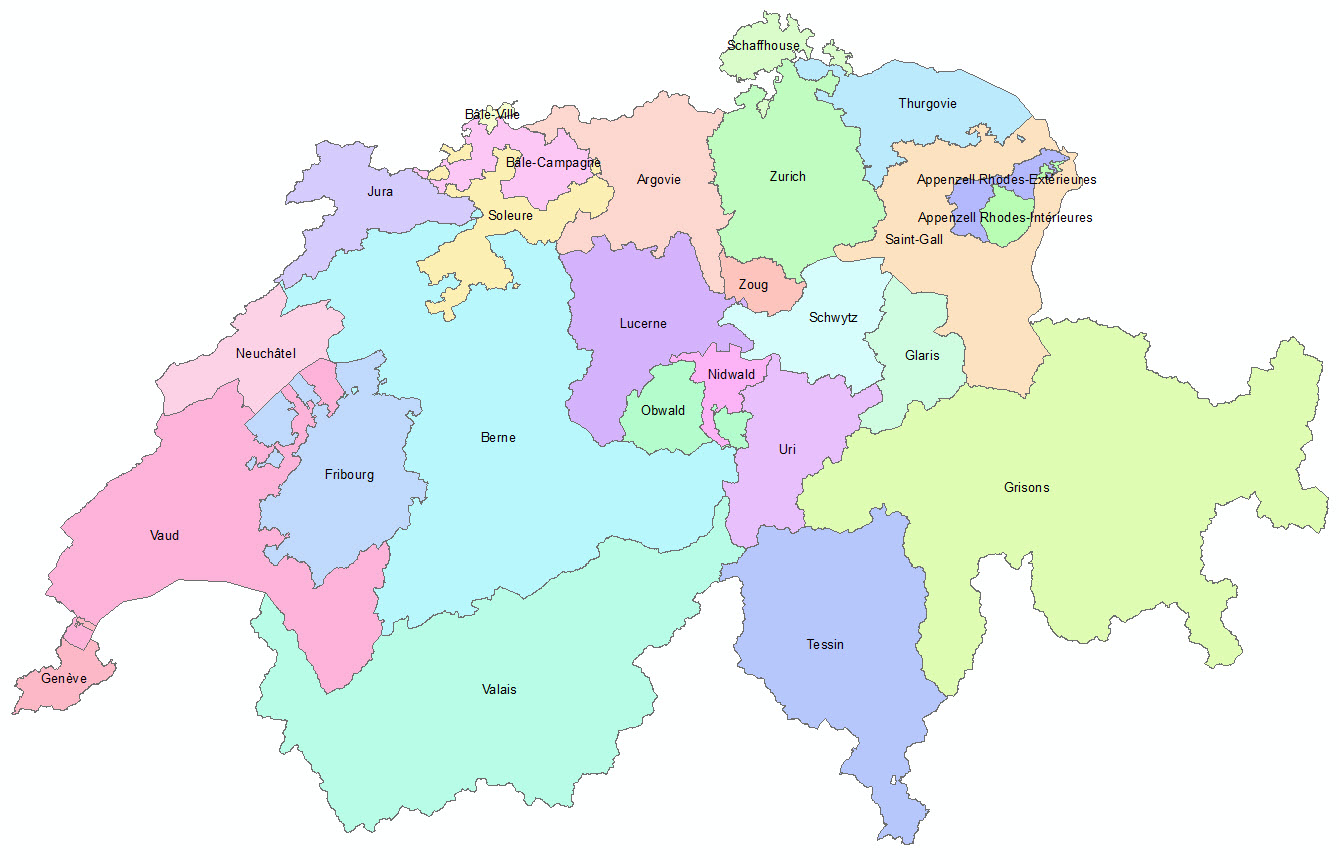 Schaffhouse
Thurgovie
Bâle-Ville
Bâle-Campagne
Argovie
Zurich
Appenzell Rhodes-Extérieures
Jura
Soleure
Appenzell Rhodes-Intérieures
Saint-Gall
Zoug
Lucerne
Schwytz
Neuchâtel
Glaris
Nidwald
Obwald
Berne
Uri
Fribourg
Grisons
Vaud
Tessin
Genève
Valais